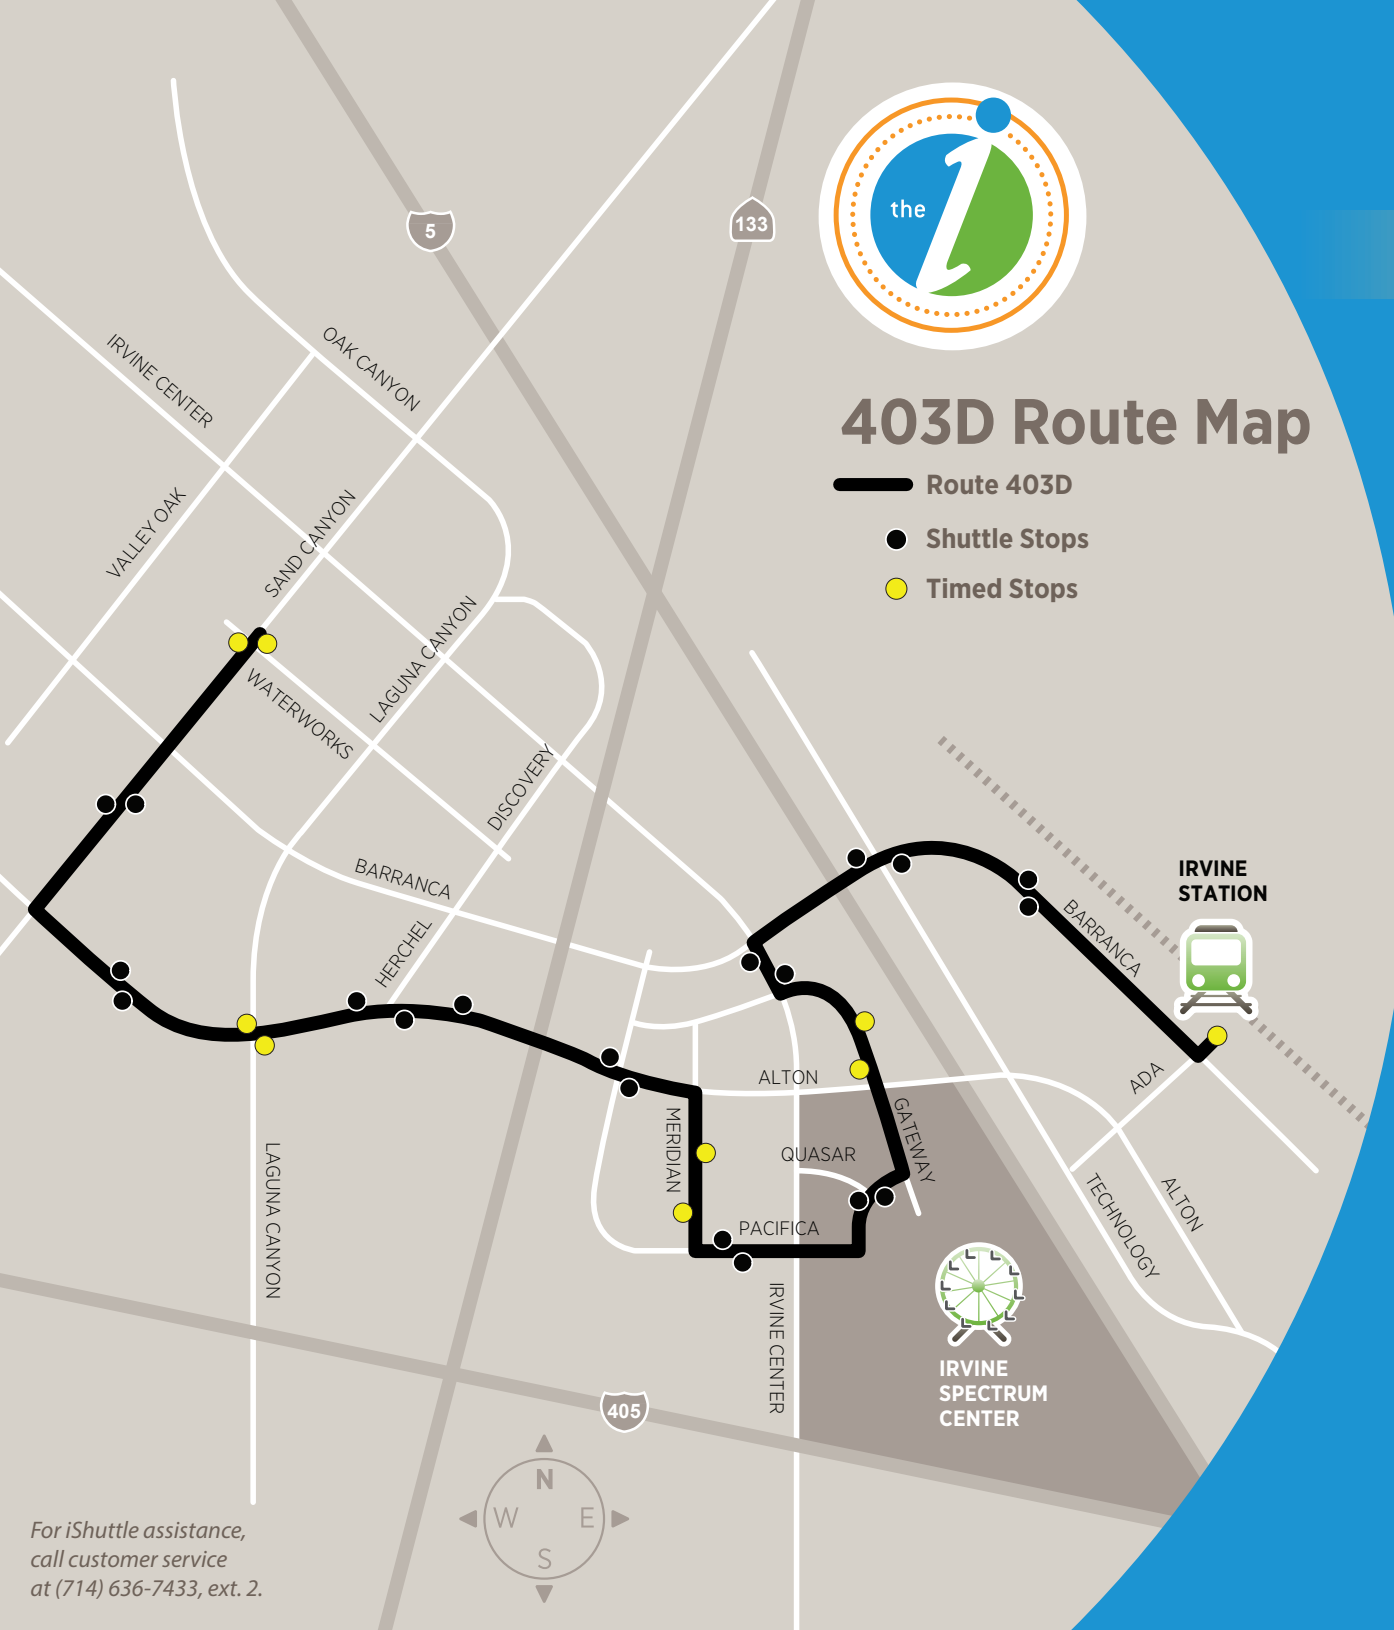 the
5
133
403D Route Map
Route 403D
Shuttle Stops
Timed Stops
IRVINE CENTER
OAK CANYON
VALLEY OAK
SAND CANYON
LAGUNA CANYON
WATERWORKS
DISCOVERY
BARRANCA
HERCHEL
IRVINE
STATION
BARRANCA
ADA
ALTON
GATEWAY
MERIDIAN
QUASAR
PACIFICA
TECHNOLOGY
ALTON
LAGUNA CANYON
IRVINE CENTER
IRVINE
SPECTRUM
CENTER
405
N
W E
S
For iShuttle assistance,
call customer service
at (714) 636-7433, ext. 2.